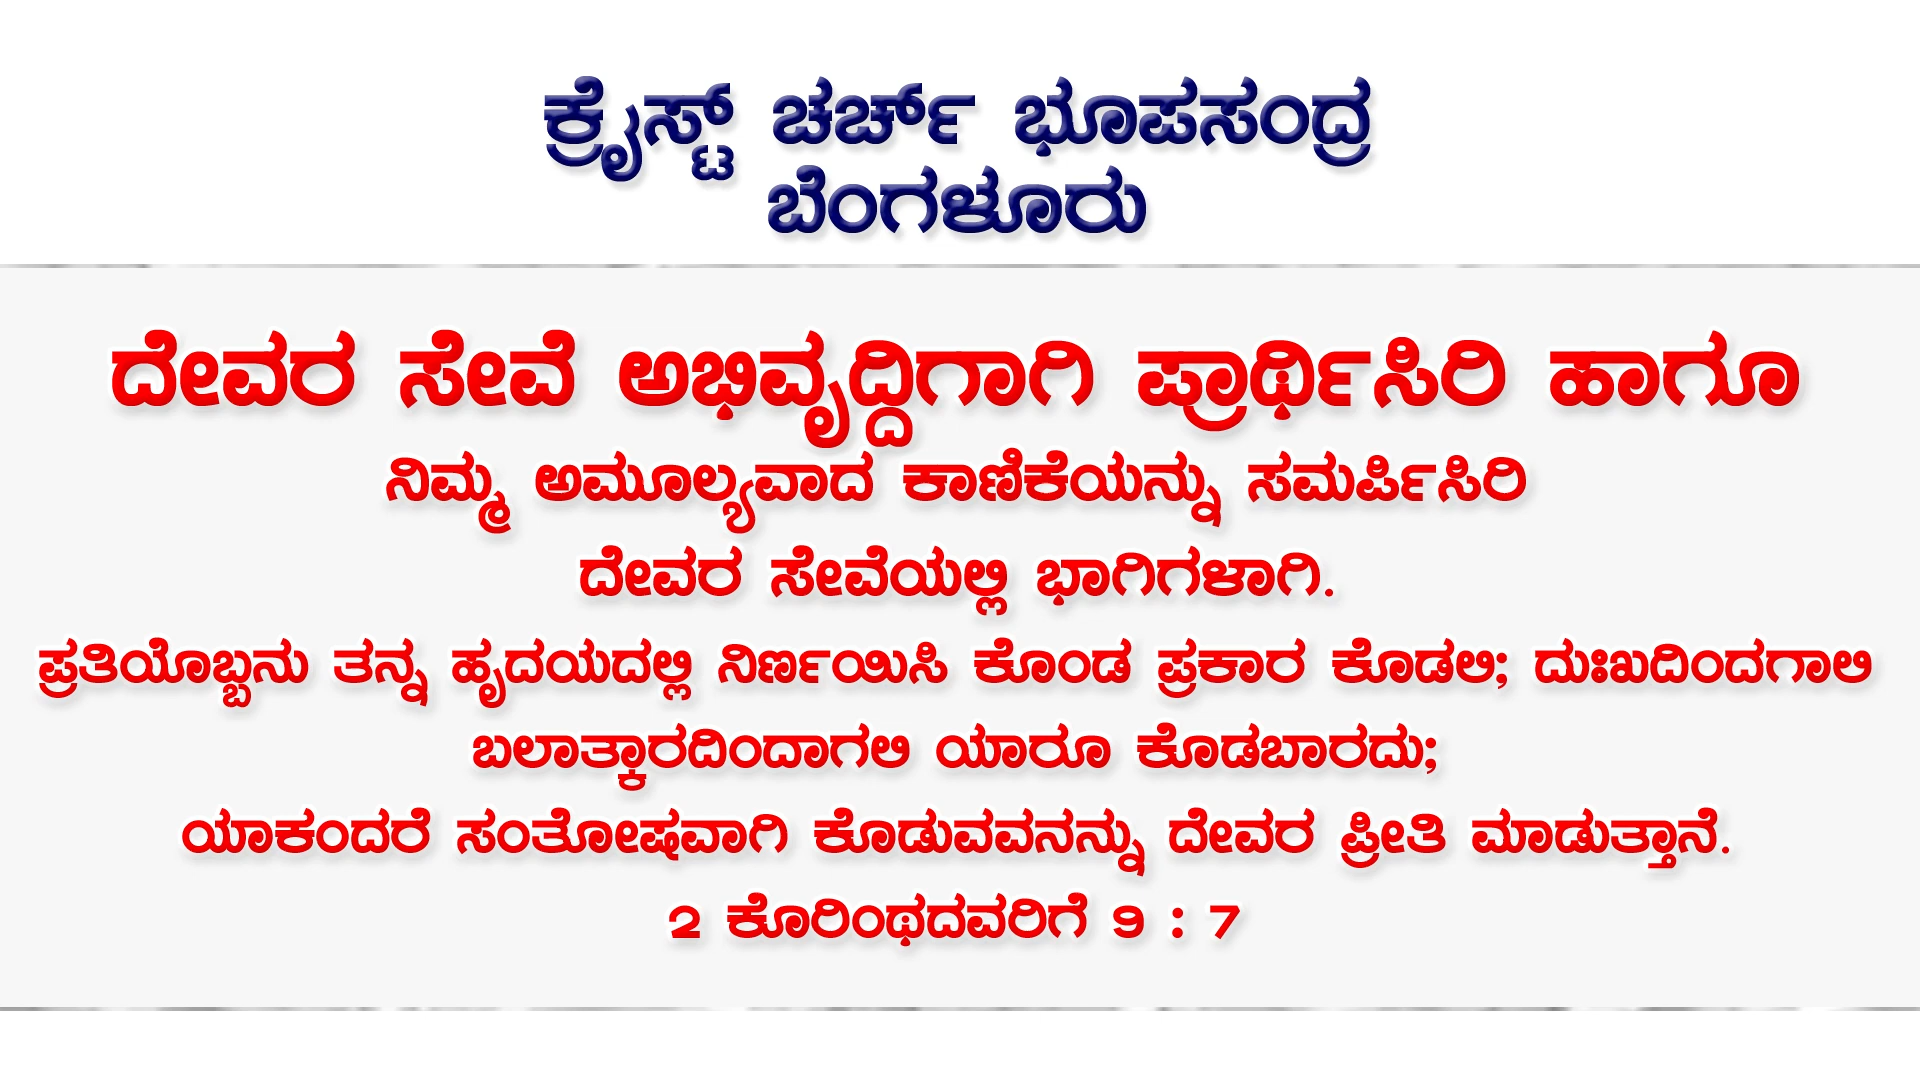 ಕ್ರೈಸ್ಟ್ ಚರ್ಚ್ ಭೂಪಸಂದ್ರ
ಬೆಂಗಳೂರು
ದೇವರ ಸೇವೆ ಅಭಿವೃದ್ದಿಗಾಗಿ ಪ್ರಾರ್ಥಿಸಿರಿ ಹಾಗೂ
ನಿಮ್ಮ ಅಮೂಲ್ಯವಾದ ಕಾಣಿಕೆಯನ್ನು ಸಮರ್ಪಿಸಿರಿ
ದೇವರ ಸೇವೆಯಲ್ಲಿ ಭಾಗಿಗಳಾಗಿ.
ಪ್ರತಿಯೊಬ್ಬನು ತನ್ನ ಹೃದಯದಲ್ಲಿ ನಿರ್ಣಯಿಸಿ ಕೊಂಡ ಪ್ರಕಾರ ಕೊಡಲಿ; ದುಃಖದಿಂದಗಾಲಿ
ಬಲಾತ್ಕಾರದಿಂದಾಗಲಿ ಯಾರೂ ಕೊಡಬಾರದು;
ಯಾಕಂದರೆ ಸಂತೋಷವಾಗಿ ಕೊಡುವವನನ್ನು ದೇವರ ಪ್ರೀತಿ ಮಾಡುತ್ತಾನೆ.
2 ಕೊರಿಂಥದವರಿಗೆ 9 : 7